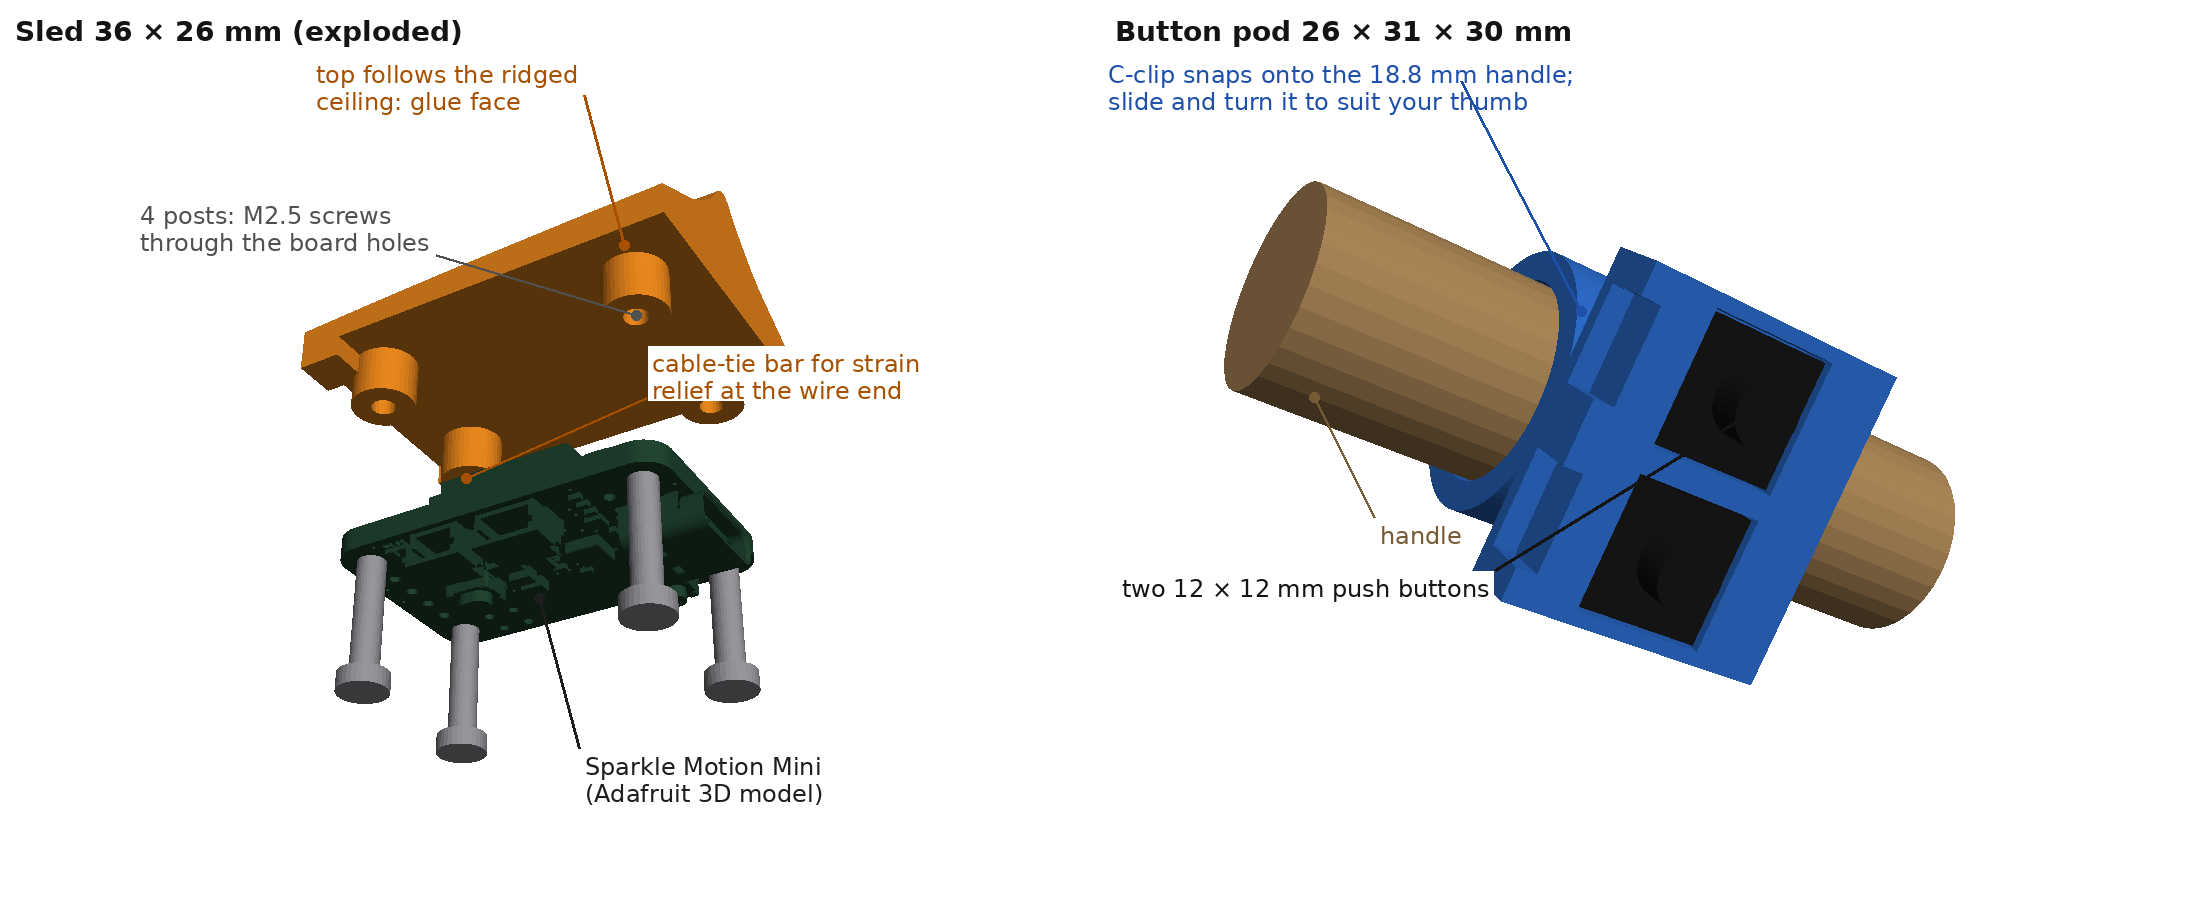 Sled 36 × 26 mm (exploded)
top follows the ridged
ceiling: glue face
4 posts: M2.5 screws
through the board holes
cable-tie bar for strain
relief at the wire end
Sparkle Motion Mini
(Adafruit 3D model)
Button pod 26 × 31 × 30 mm
C-clip snaps onto the 18.8 mm handle;
slide and turn it to suit your thumb
handle
two 12 × 12 mm push buttons